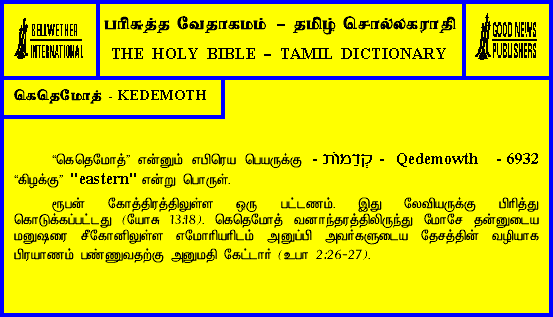 BELLWETHER
INTERNATIONAL
பரிசுத்த வேதாகமம் – தமிழ் சொல்லகராதி
THE HOLY BIBLE – TAMIL DICTIONARY
GOOD NEWS
PUBLISHERS
கெதெமோத் - KEDEMOTH
“கெதெமோத்” என்னும் எபிரெய பெயருக்கு - קְדֵמוֹת - Qedemowth - 6932
“கிழக்கு” "eastern" என்று பொருள்.
ரூபன் கோத்திரத்திலுள்ள ஒரு பட்டணம். இது லேவியருக்கு பிரித்து
கொடுக்கப்பட்டது (யோசு 13:18). கெதெமோத் வனாந்தரத்திலிருந்து மோசே தன்னுடைய
மனுஷரை சீகோனிலுள்ள எமோரியரிடம் அனுப்பி அவர்களுடைய தேசத்தின் வழியாக
பிரயாணம் பண்ணுவதற்கு அனுமதி கேட்டார் (உபா 2:26-27).